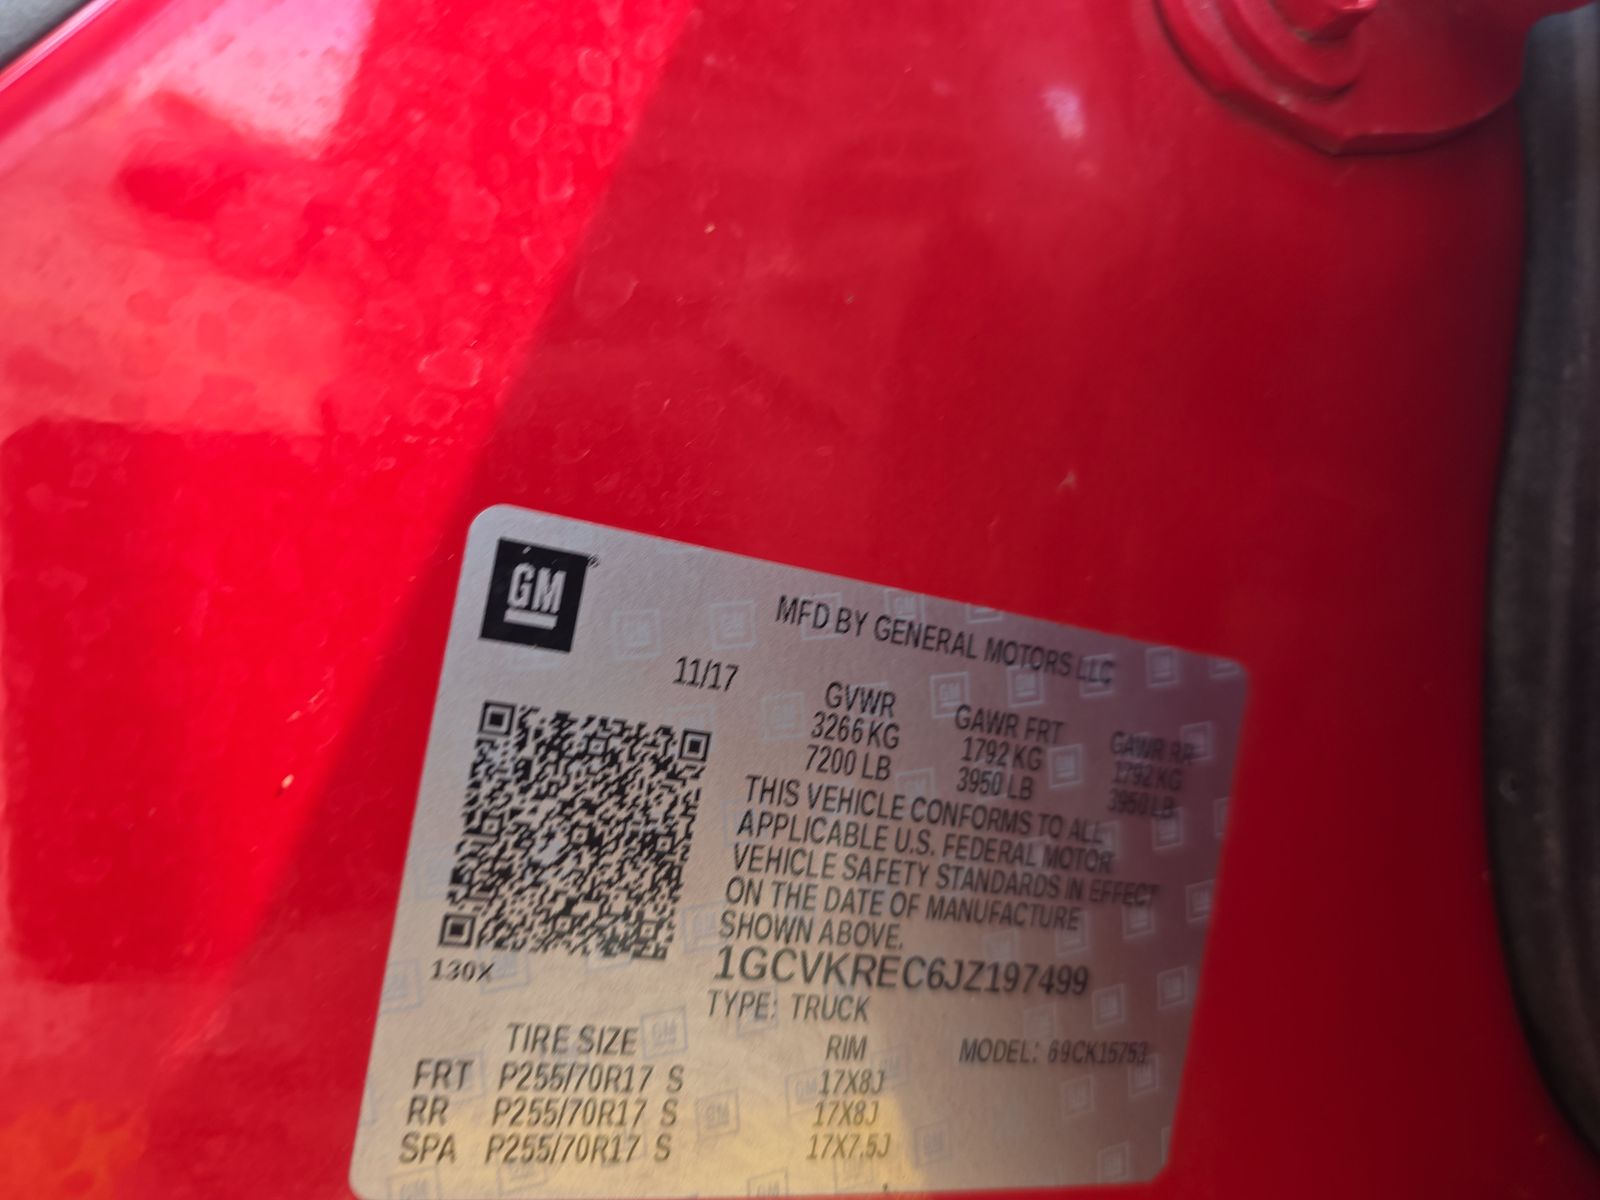 GM
MFD BY GENERAL MOTORS LLC
11/17
GVWR GAWR FRT GAWR RR
3266 KG 1792 KG 1792 KG
7200 LB 3950 LB 3950 LB
THIS VEHICLE CONFORMS TO ALL
APPLICABLE U.S. FEDERAL MOTOR
VEHICLE SAFETY STANDARDS IN EFFECT
ON THE DATE OF MANUFACTURE
SHOWN ABOVE.
130X
1GCVKREC6JZ197499
TYPE: TRUCK
TIRE SIZE RIM MODEL: 69CK15753
FRT P255/70R17 S 17X8J
RR P255/70R17 S 17X8J
SPA P255/70R17 S 17X7.5J